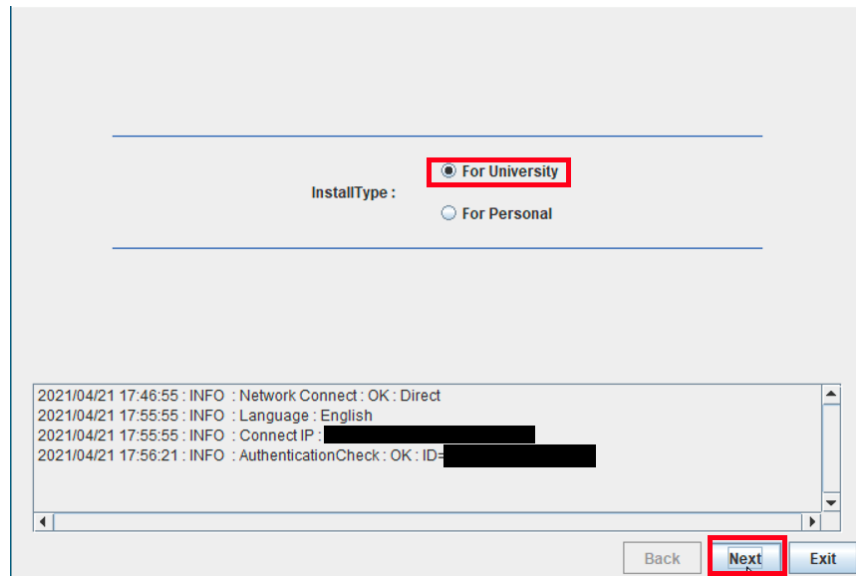 For University
InstallType :
For Personal
2021/04/21 17:46:55 : INFO : Network Connect : OK : Direct
2021/04/21 17:55:55 : INFO : Language : English
2021/04/21 17:55:55 : INFO : Connect IP :
2021/04/21 17:56:21 : INFO : AuthenticationCheck : OK : ID=
Back Next Exit